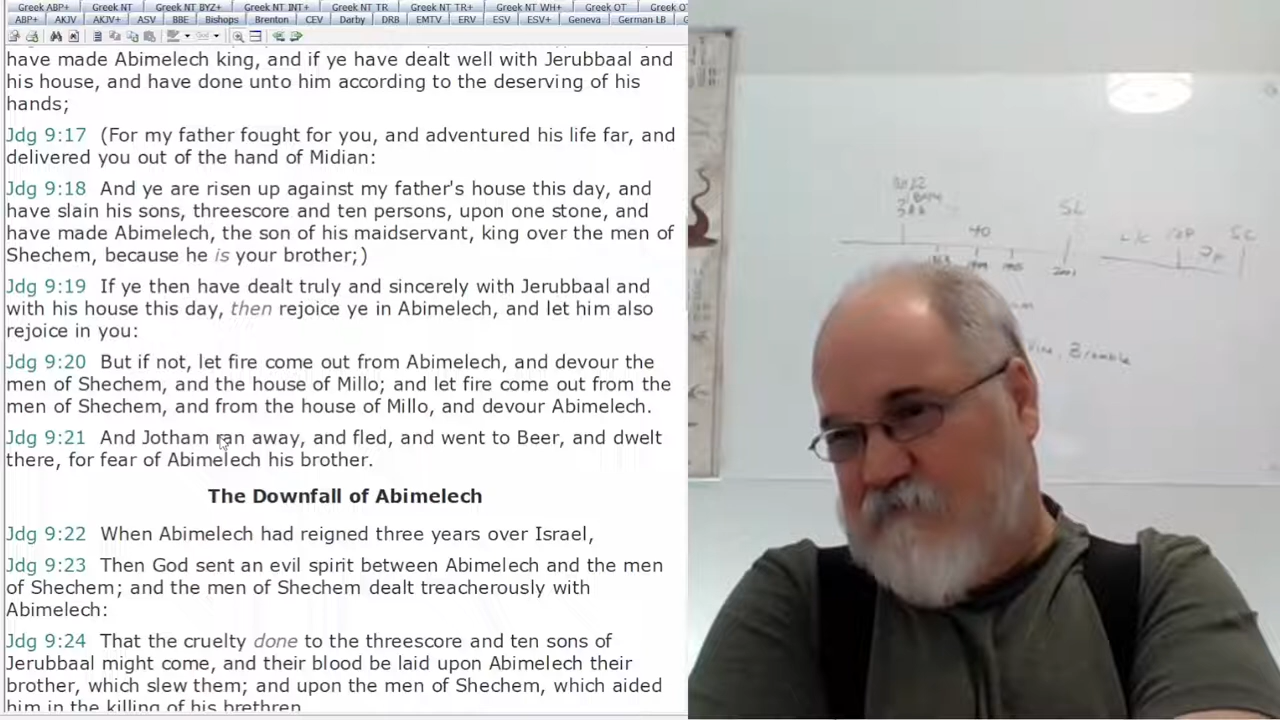 Greek ABP+ Greek NT Greek NT BYZ+ Greek NT INT+ Greek NT TR Greek NT TR+ Greek NT WH+ Greek OT Greek
ABP+ AKJV AKJV+ ASV BBE Bishops Brenton CEV Darby DRB EMTV ERV ESV ESV+ Geneva German LB
have made Abimelech king, and if ye have dealt well with Jerubbaal and
his house, and have done unto him according to the deserving of his
hands;
Jdg 9:17 (For my father fought for you, and adventured his life far, and
delivered you out of the hand of Midian:
Jdg 9:18 And ye are risen up against my father's house this day, and
have slain his sons, threescore and ten persons, upon one stone, and
have made Abimelech, the son of his maidservant, king over the men of
Shechem, because he is your brother;)
Jdg 9:19 If ye then have dealt truly and sincerely with Jerubbaal and
with his house this day, then rejoice ye in Abimelech, and let him also
rejoice in you:
Jdg 9:20 But if not, let fire come out from Abimelech, and devour the
men of Shechem, and the house of Millo; and let fire come out from the
men of Shechem, and from the house of Millo, and devour Abimelech.
Jdg 9:21 And Jotham ran away, and fled, and went to Beer, and dwelt
there, for fear of Abimelech his brother.
The Downfall of Abimelech
Jdg 9:22 When Abimelech had reigned three years over Israel,
Jdg 9:23 Then God sent an evil spirit between Abimelech and the men
of Shechem; and the men of Shechem dealt treacherously with
Abimelech:
Jdg 9:24 That the cruelty done to the threescore and ten sons of
Jerubbaal might come, and their blood be laid upon Abimelech their
brother, which slew them; and upon the men of Shechem, which aided
him in the killing of his brethren
SL
40
2001
Vine, Bramble